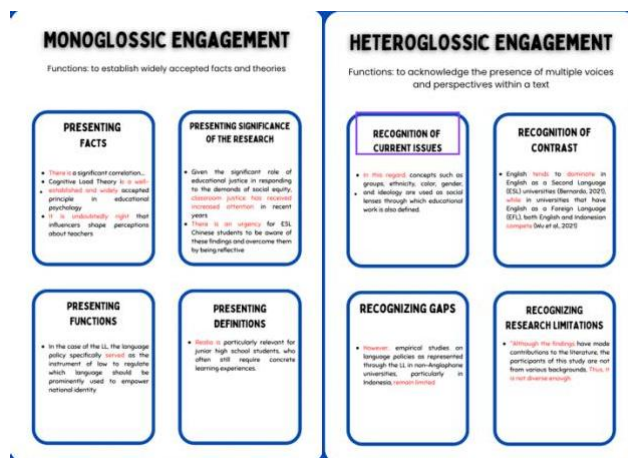 MONOGLOSSIC ENGAGEMENT
Functions: to establish widely accepted facts and theories
PRESENTING
FACTS
There is a significant correlation...
Cognitive Load Theory is a well-
established and widely accepted
principle in educational
psychology
It is undoubtedly right that
influencers shape perceptions
about teachers
PRESENTING SIGNIFICANCE
OF THE RESEARCH
Given the significant role of
educational justice in responding
to the demands of social equity,
classroom justice has received
increased attention in recent
years
There is an urgency for ESL
Chinese students to be aware of
these findings and overcome them
by being reflective
PRESENTING
FUNCTIONS
In the case of the LL, the language
policy specifically served as the
instrument of law to regulate
which language should be
prominently used to empower
national identity
PRESENTING
DEFINITIONS
Realia is particularly relevant for
junior high school students, who
often still require concrete
learning experiences.
HETEROGLOSSIC ENGAGEMENT
Functions: to acknowledge the presence of multiple voices
and perspectives within a text
RECOGNITION OF
CURRENT ISSUES
In this regard, concepts such as
groups, ethnicity, color, gender,
and ideology are used as social
lenses through which educational
work is also defined.
RECOGNITION OF
CONTRAST
English tends to dominate in
English as a Second Language
(ESL) universities (Bernardo, 2021),
while in universities that have
English as a Foreign Language
(EFL), both English and Indonesian
compete (Wu et al., 2021)
RECOGNIZING GAPS
However, empirical studies on
language policies as represented
through the LL in non-Anglophone
universities, particularly in
Indonesia, remain limited
RECOGNIZING
RESEARCH LIMITATIONS
"Although the findings have made
contributions to the literature, the
participants of this study are not
from various backgrounds. Thus, it
is not diverse enough